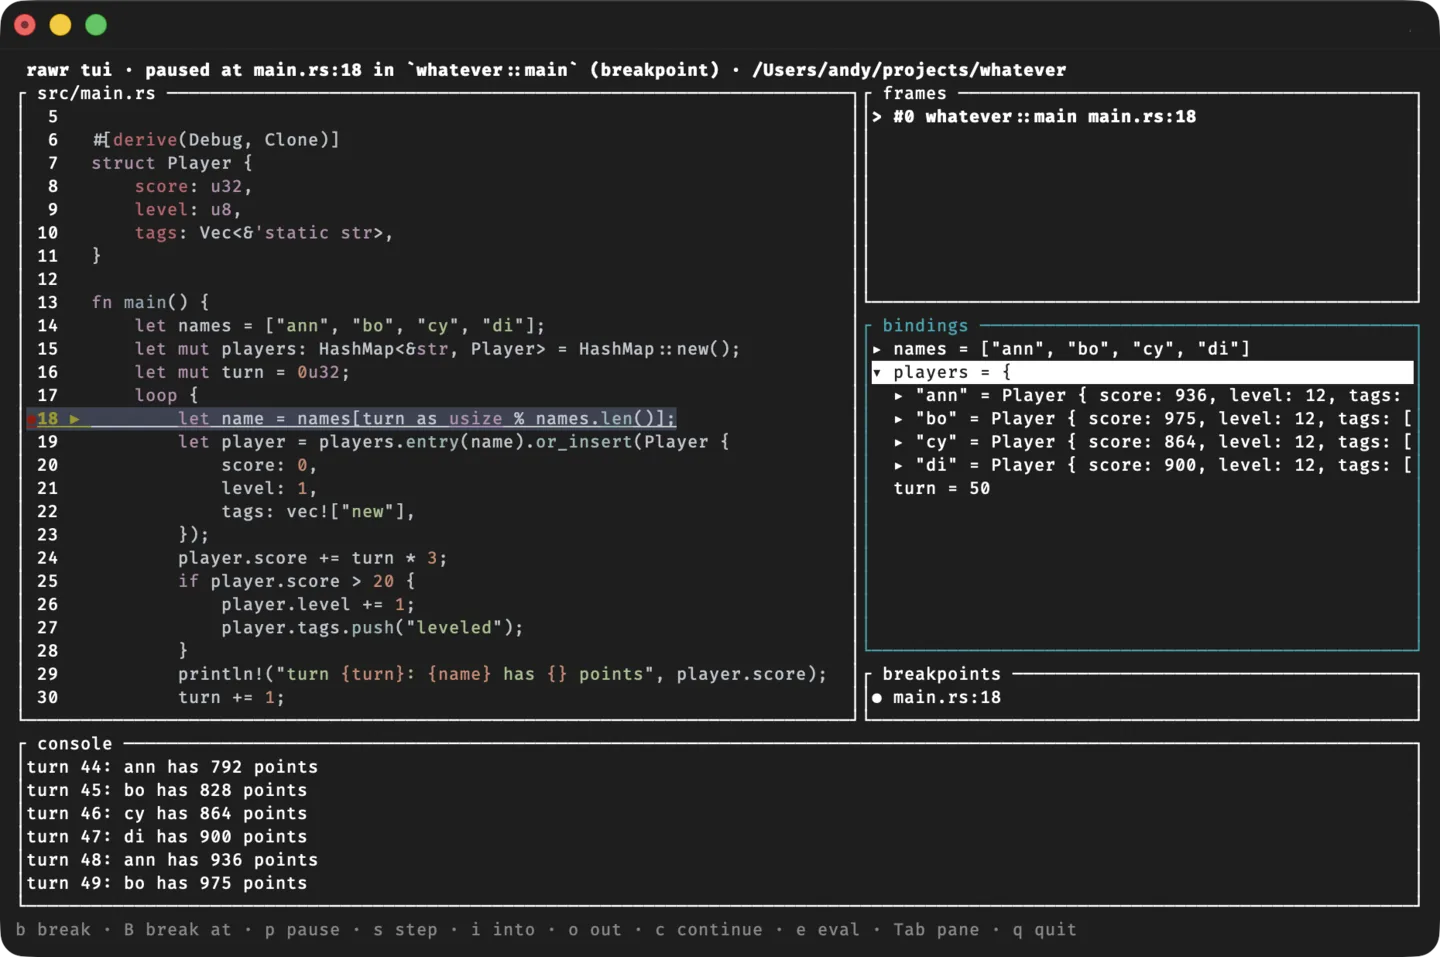 rawr tui · paused at main.rs:18 in `whatever::main` (breakpoint) · /Users/andy/projects/whatever
src/main.rs
5
6 #[derive(Debug, Clone)]
7 struct Player {
8     score: u32,
9     level: u8,
10     tags: Vec<&'static str>,
11 }
12
13 fn main() {
14     let names = ["ann", "bo", "cy", "di"];
15     let mut players: HashMap<&str, Player> = HashMap::new();
16     let mut turn = 0u32;
17     loop {
18 ▶         let name = names[turn as usize % names.len()];
19         let player = players.entry(name).or_insert(Player {
20             score: 0,
21             level: 1,
22             tags: vec!["new"],
23         });
24         player.score += turn * 3;
25         if player.score > 20 {
26             player.level += 1;
27             player.tags.push("leveled");
28         }
29         println!("turn {turn}: {name} has {} points", player.score);
30         turn += 1;
frames
> #0 whatever::main main.rs:18
bindings
▸ names = ["ann", "bo", "cy", "di"]
▾ players = {
▸ "ann" = Player { score: 936, level: 12, tags:
▸ "bo" = Player { score: 975, level: 12, tags: [
▸ "cy" = Player { score: 864, level: 12, tags: [
▸ "di" = Player { score: 900, level: 12, tags: [
turn = 50
breakpoints
● main.rs:18
console
turn 44: ann has 792 points
turn 45: bo has 828 points
turn 46: cy has 864 points
turn 47: di has 900 points
turn 48: ann has 936 points
turn 49: bo has 975 points
b break · B break at · p pause · s step · i into · o out · c continue · e eval · Tab pane · q quit